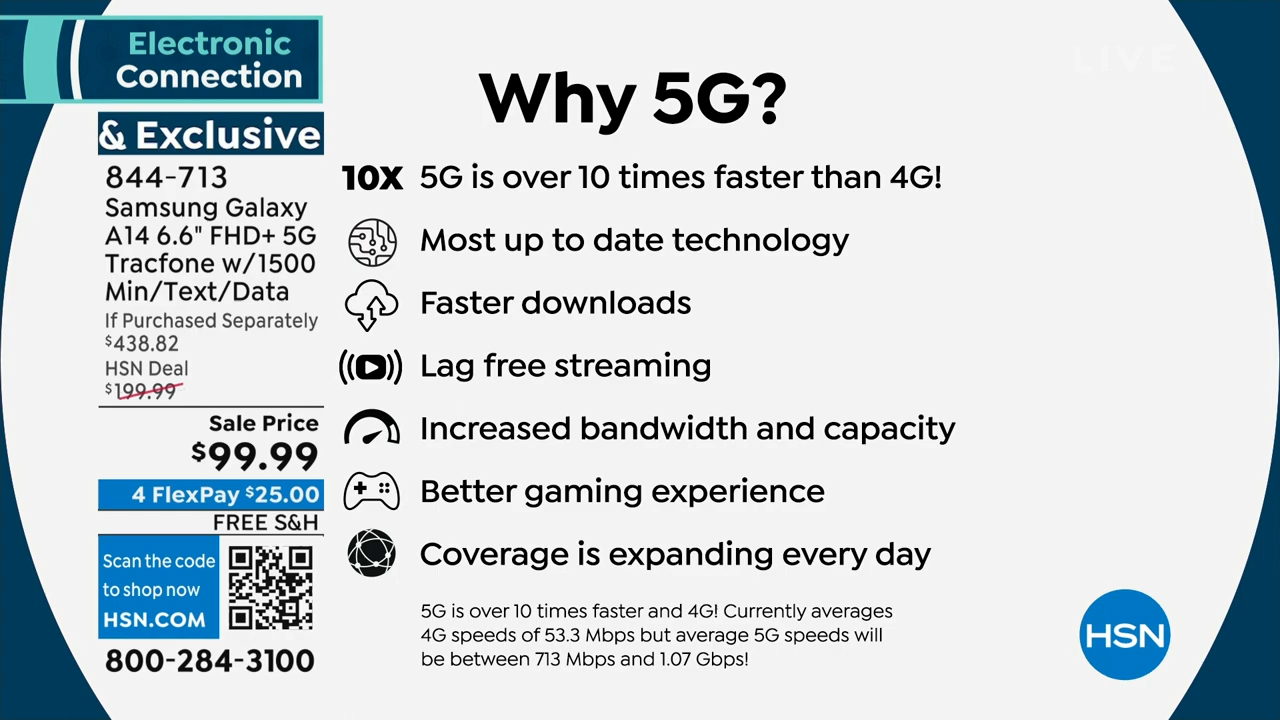 Electronic
Connection
& Exclusive
844-713
Samsung Galaxy
A14 6.6" FHD+ 5G
Tracfone w/1500
Min/Text/Data
If Purchased Separately
$438.82
HSN Deal
$199.99
Sale Price
$99.99
4 FlexPay $25.00
FREE S&H
Scan the code
to shop now
HSN.COM
800-284-3100
LIVE
Why 5G?
10X 5G is over 10 times faster than 4G!
Most up to date technology
Faster downloads
Lag free streaming
Increased bandwidth and capacity
Better gaming experience
Coverage is expanding every day
5G is over 10 times faster and 4G! Currently averages
4G speeds of 53.3 Mbps but average 5G speeds will
be between 713 Mbps and 1.07 Gbps!
HSN